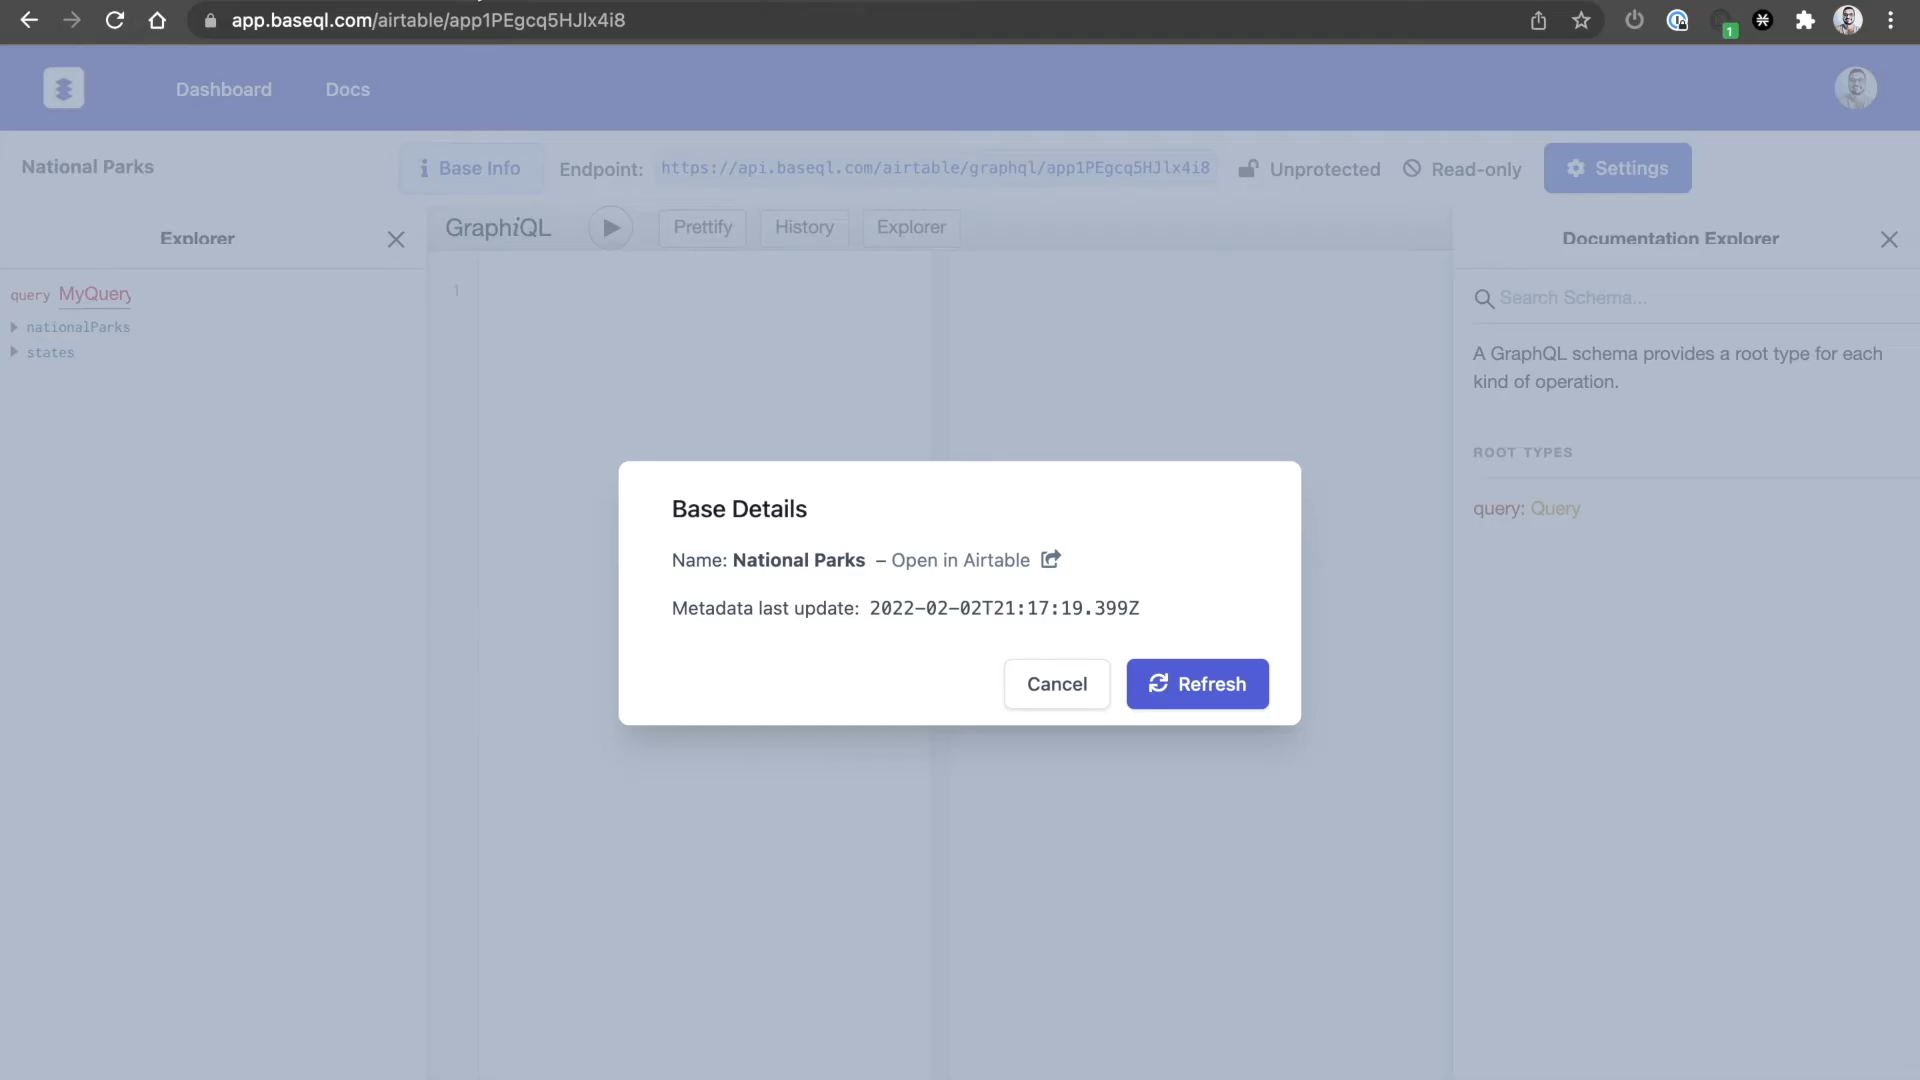 app.baseql.com/airtable/app1PEgcq5HJlx4i8
1
Dashboard
Docs
National Parks
Base Info
Endpoint:
https://api.baseql.com/airtable/graphql/app1PEgcq5HJlx4i8
Unprotected
Read-only
Settings
Explorer
GraphiQL
Prettify
History
Explorer
Documentation Explorer
query MyQuery
nationalParks
states
1
Search Schema...
A GraphQL schema provides a root type for each
kind of operation.
ROOT TYPES
query: Query
Base Details
Name: National Parks – Open in Airtable
Metadata last update: 2022-02-02T21:17:19.399Z
Cancel
Refresh